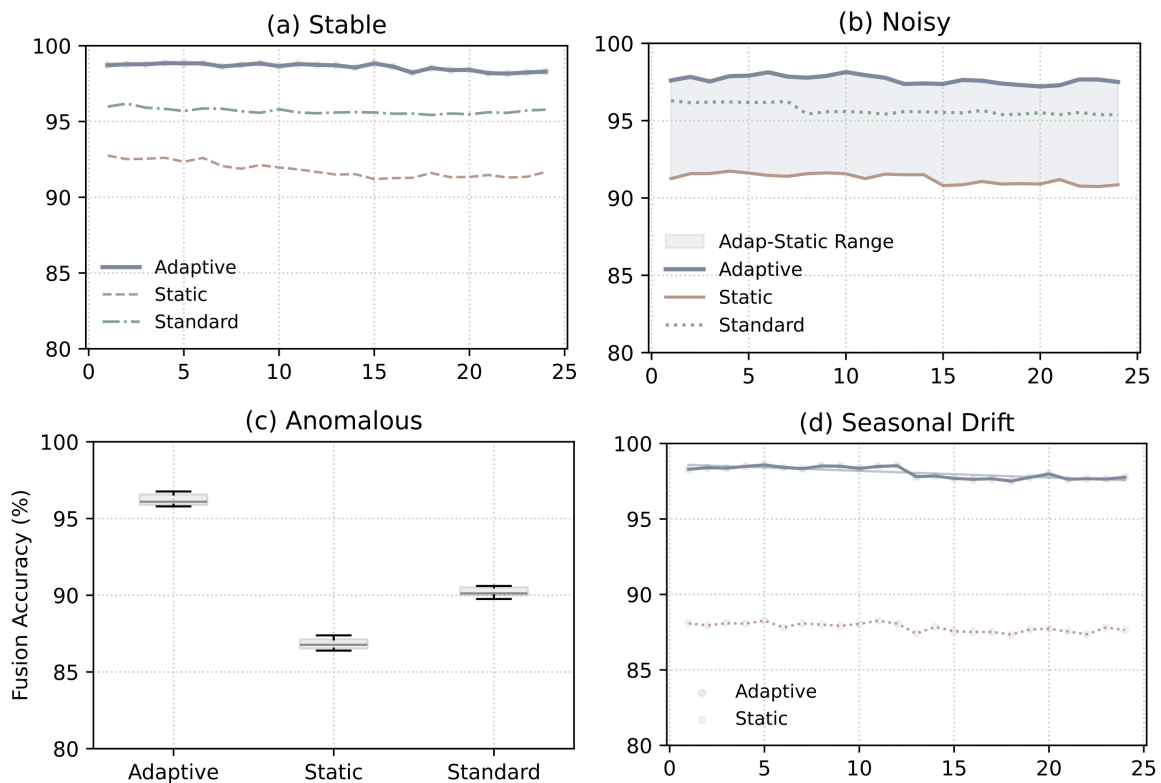 (a) Stable
100
95
90
85
80
0 5 10 15 20 25
Adaptive
Static
Standard
(b) Noisy
100
95
90
85
80
0 5 10 15 20 25
Adap-Static Range
Adaptive
Static
Standard
(c) Anomalous
Fusion Accuracy (%)
100
95
90
85
80
Adaptive Static Standard
(d) Seasonal Drift
100
95
90
85
80
0 5 10 15 20 25
Adaptive
Static